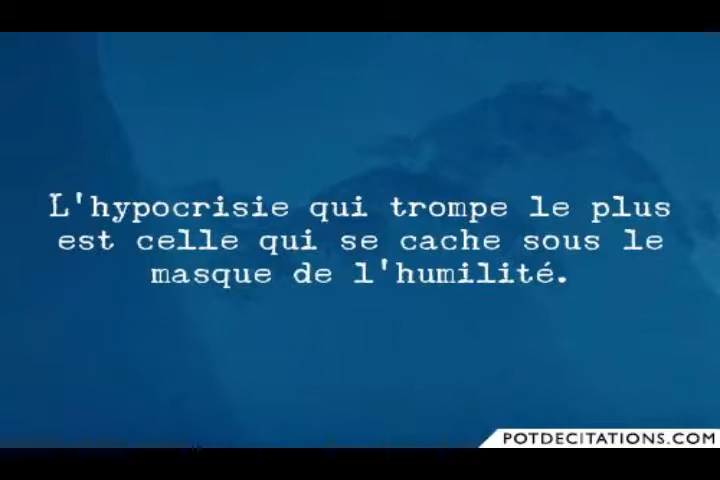 L'hypocrisie qui trompe le plus
est celle qui se cache sous le
masque de l'humilité.
POTDECITATIONS.COM